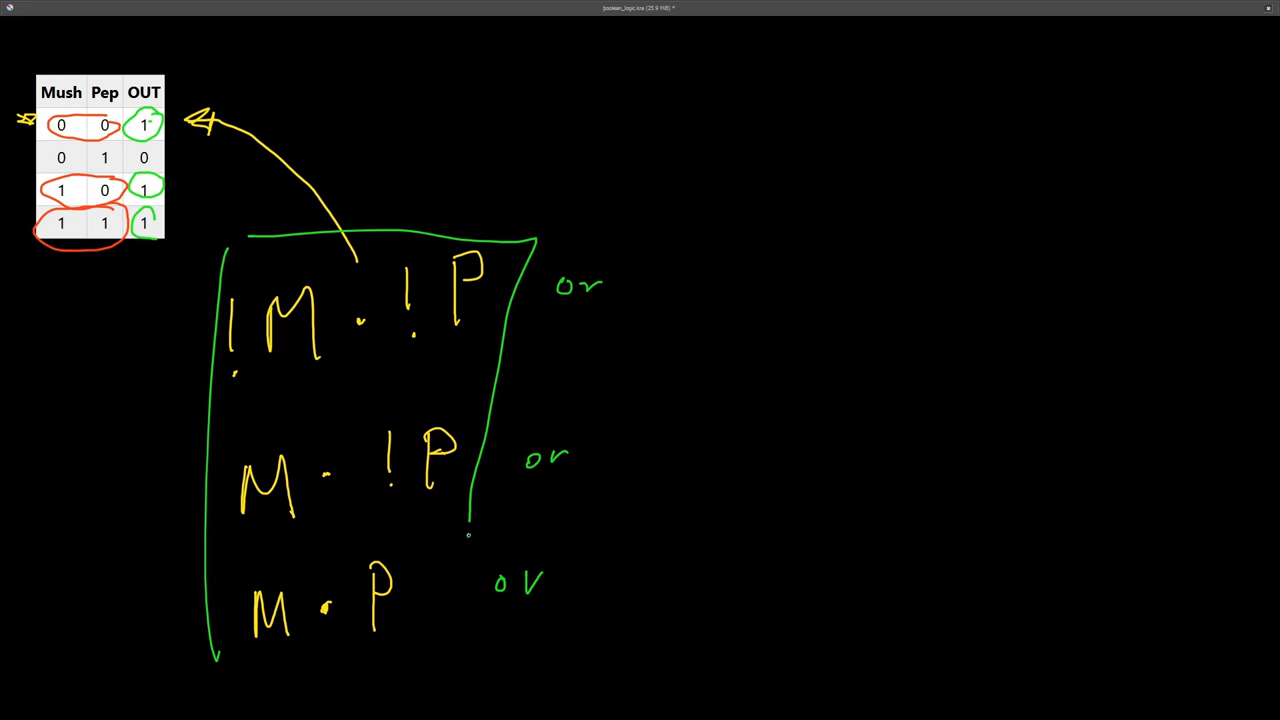 boolean_logic.kra (25.9 MiB) *
Mush Pep OUT
0 0 1
0 1 0
1 0 1
1 1 1
!M · !P or
M · !P or
M · P or